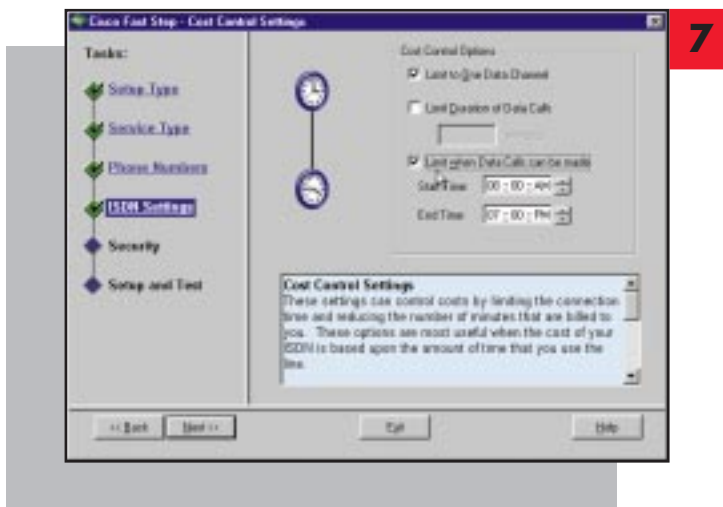 Cisco Fast Step - Cost Control Settings
7
Tasks:
Setup Type
Service Type
Phone Numbers
ISDN Settings
Security
Setup and Test
Cost Control Options
Limit to One Data Channel
Limit Duration of Data Calls
Limit when Data Calls can be made
Start Time : 00 : AM
End Time 07 : 00 : PM
Cost Control Settings
These settings can control costs by limiting the connection
time and reducing the number of minutes that are billed to
you. These options are most useful when the cost of your
ISDN is based upon the amount of time that you use the
line.
<< Back
Next >>
Exit
Help